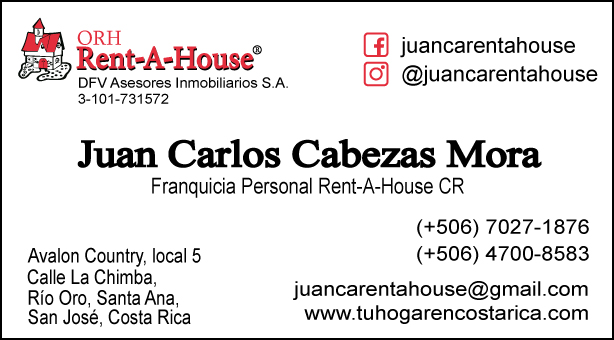 ORH
Rent-A-House®
DFV Asesores Inmobiliarios S.A.
3-101-731572
juancarentahouse
@juancarentahouse
Juan Carlos Cabezas Mora
Franquicia Personal Rent-A-House CR
(+506) 7027-1876
(+506) 4700-8583
Avalon Country, local 5
Calle La Chimba,
Río Oro, Santa Ana,
San José, Costa Rica
juancarentahouse@gmail.com
www.tuhogarencostarica.com